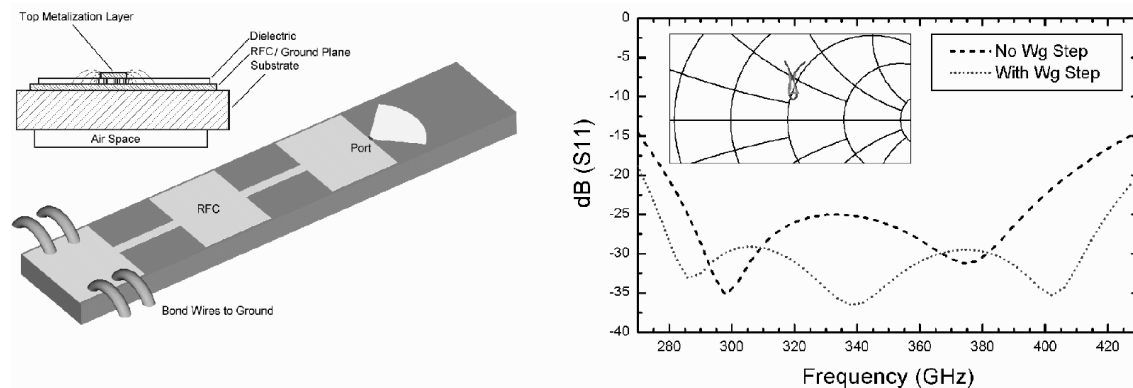 Top Metalization Layer
Dielectric
RFC/ Ground Plane
Substrate
Air Space
Port
RFC
Bond Wires to Ground
0
-5
-10
-15
-20
-25
-30
-35
-40
dB (S11)
No Wg Step
With Wg Step
280 300 320 340 360 380 400 420
Frequency (GHz)